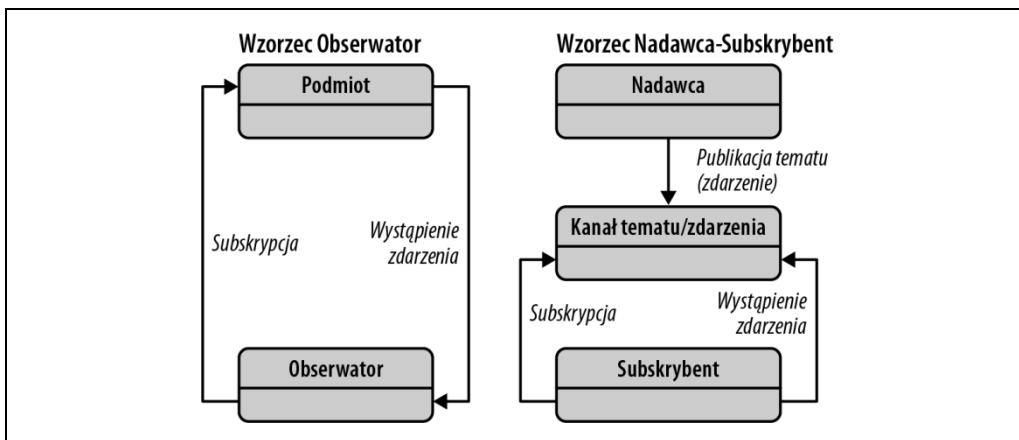 Wzorzec Obserwator
Podmiot
Subskrypcja
Wystąpienie
zdarzenia
Obserwator
Wzorzec Nadawca-Subskrybent
Nadawca
Publikacja tematu
(zdarzenie)
Kanał tematu/zdarzenia
Subskrypcja
Wystąpienie
zdarzenia
Subskrybent